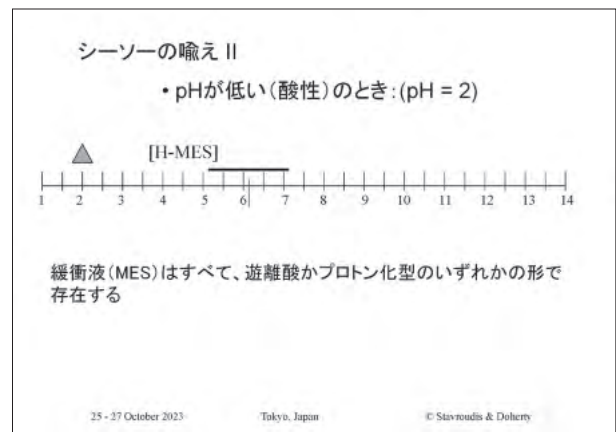 シーソーの喩え II
• pHが低い(酸性)のとき:(pH = 2)
[H-MES]
1 2 3 4 5 6 7 8 9 10 11 12 13 14
緩衝液(MES)はすべて、遊離酸かプロトン化型のいずれかの形で
存在する
25 - 27 October 2023 Tokyo, Japan © Stavroudis & Doherty